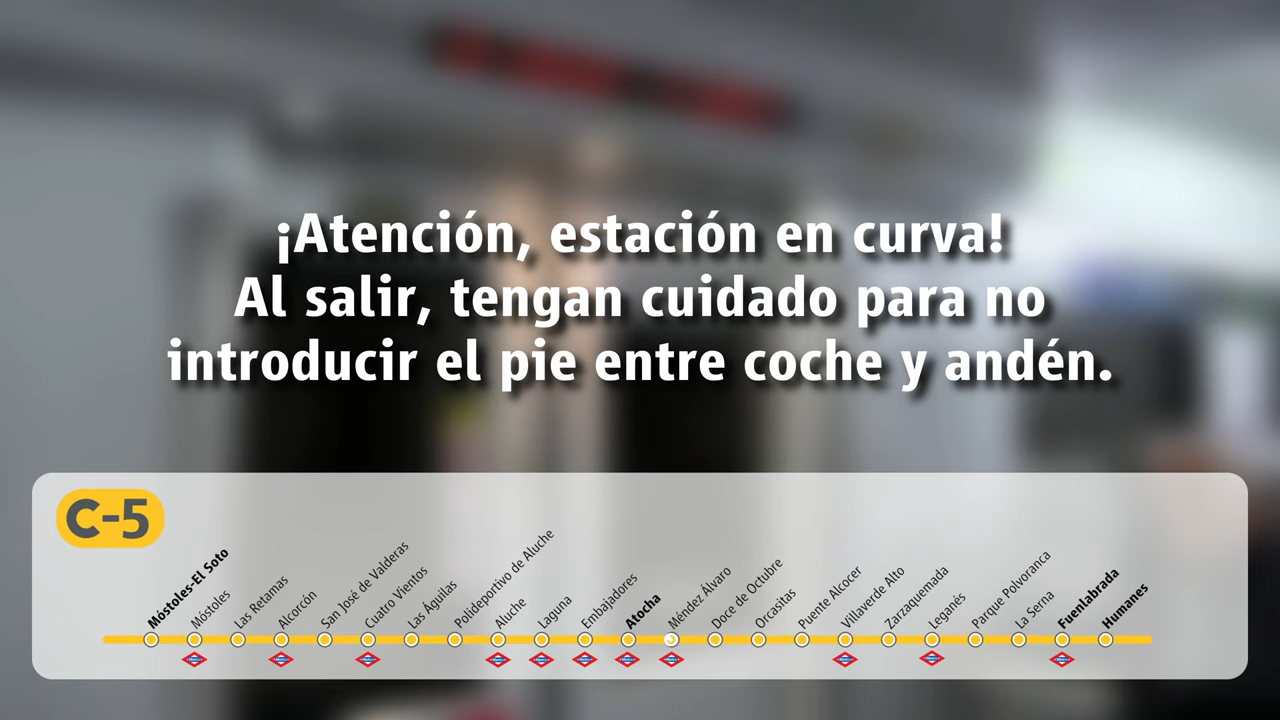 ¡Atención, estación en curva!
Al salir, tengan cuidado para no
introducir el pie entre coche y andén.
C-5
Móstoles-El Soto
Móstoles
Las Retamas
Alcorcón
San José de Valderas
Cuatro Vientos
Las Águilas
Polideportivo de Aluche
Aluche
Laguna
Embajadores
Atocha
Méndez Álvaro
Doce de Octubre
Orcasitas
Puente Alcocer
Villaverde Alto
Zarzaquemada
Leganés
Parque Polvoranca
La Serna
Fuenlabrada
Humanes